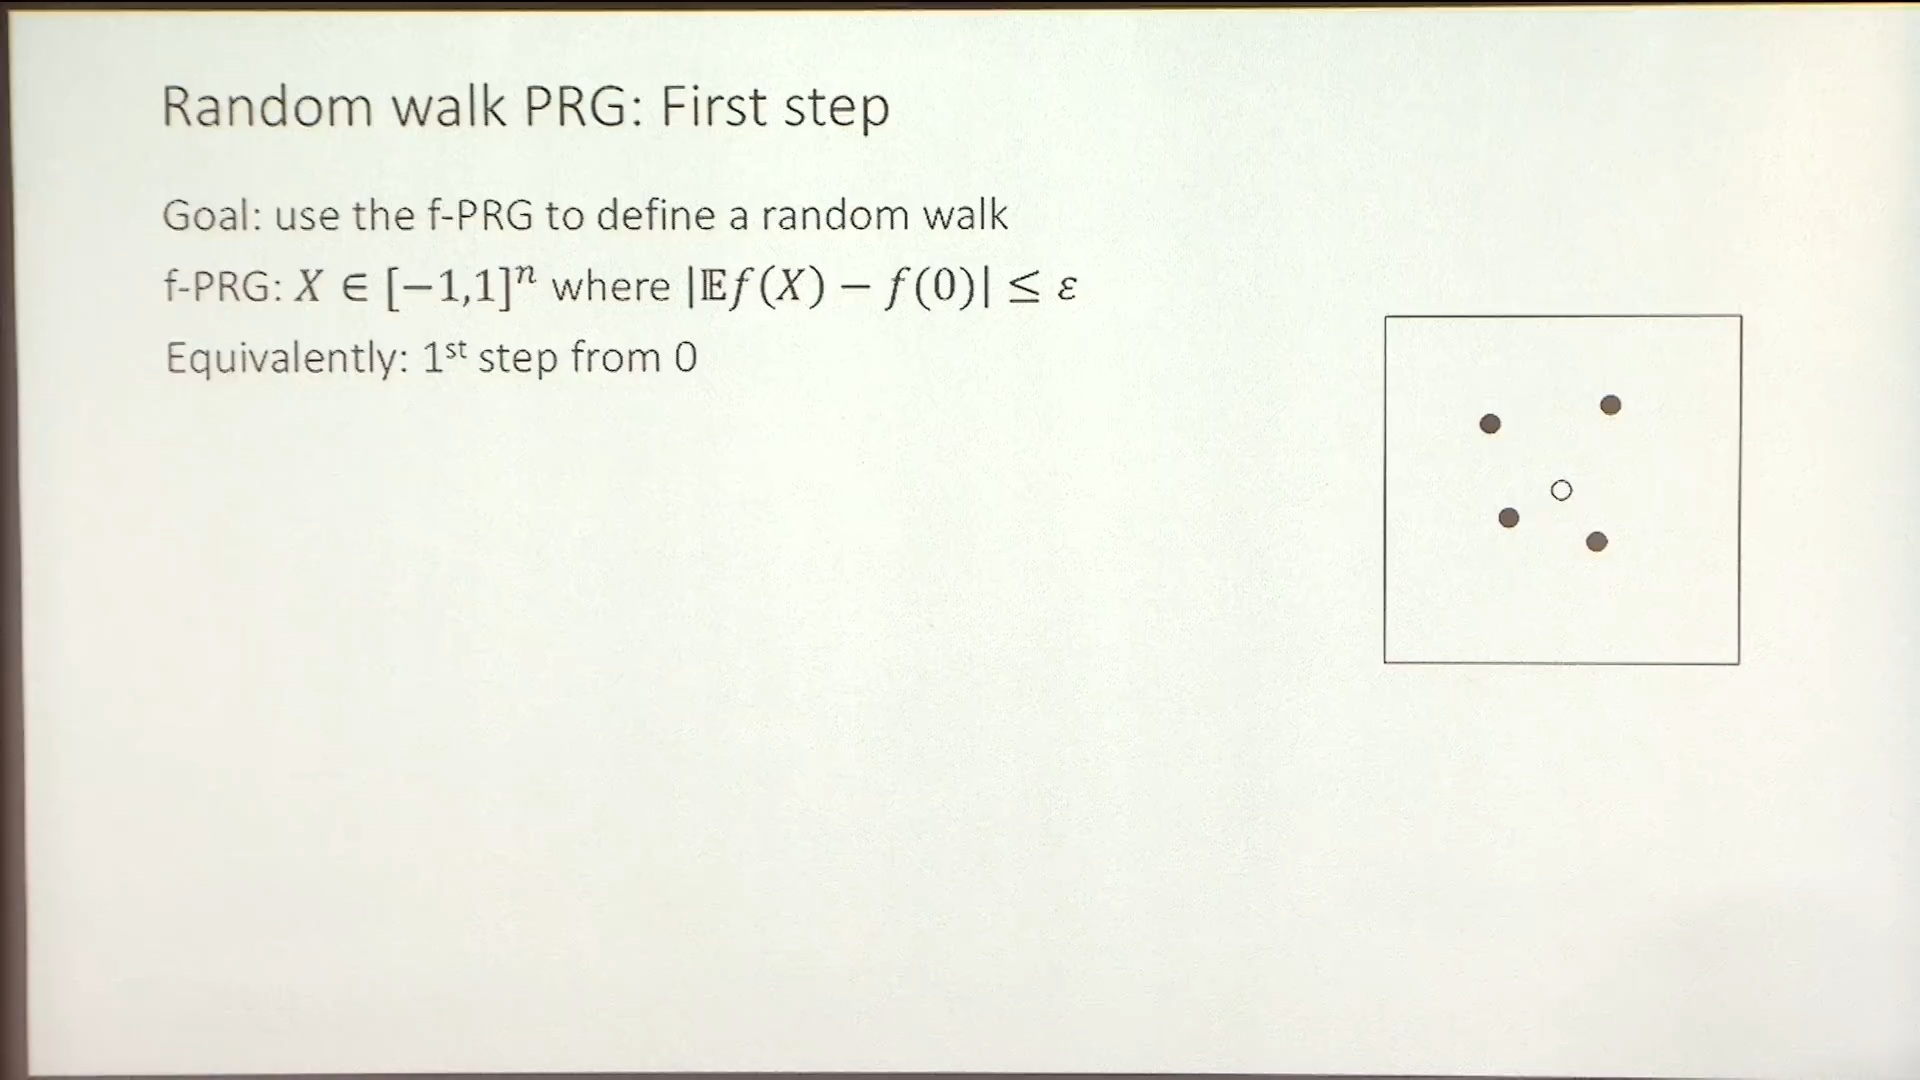 Random walk PRG: First step
Goal: use the f-PRG to define a random walk
f-PRG: X ∈ [−1,1]ⁿ where |𝔼f(X) − f(0)| ≤ ε
Equivalently: 1ˢᵗ step from 0